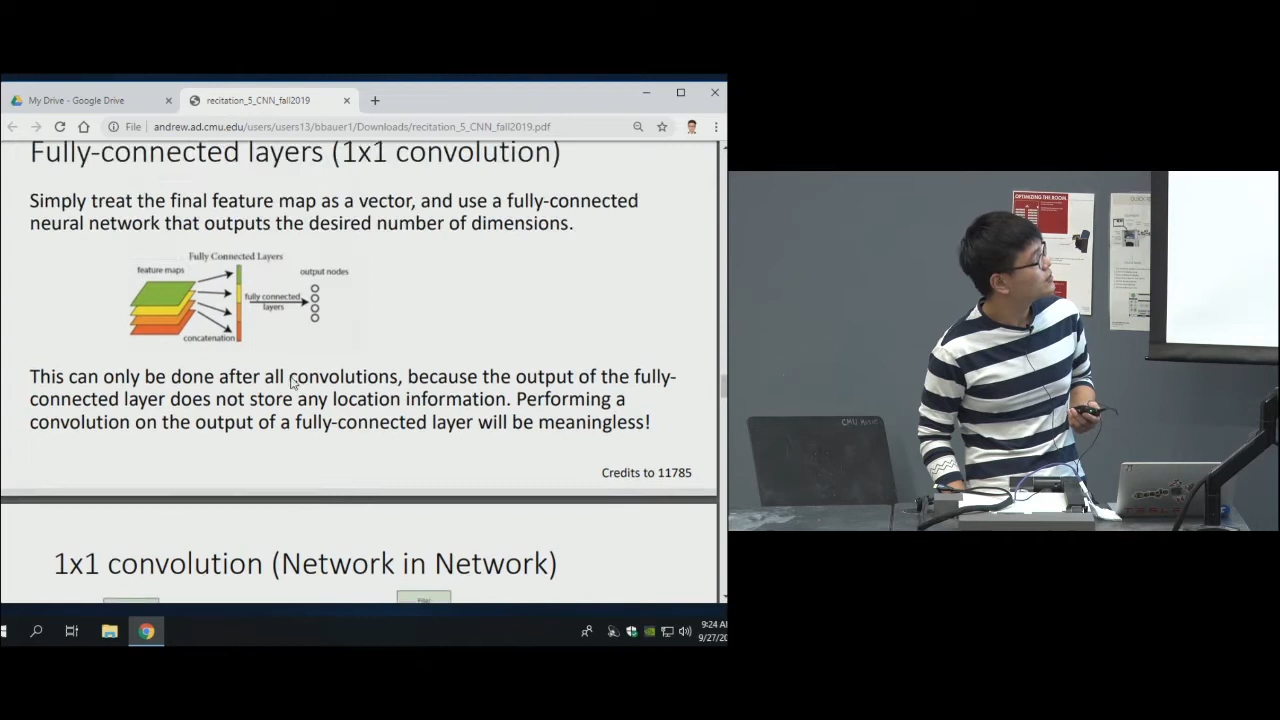 My Drive - Google Drive
recitation_5_CNN_fall2019
File
andrew.ad.cmu.edu/users/users13/bbauer1/Downloads/recitation_5_CNN_fall2019.pdf
Fully-connected layers (1x1 convolution)
Simply treat the final feature map as a vector, and use a fully-connected
neural network that outputs the desired number of dimensions.
Fully Connected Layers
feature maps
output nodes
fully connected
layers
concatenation
This can only be done after all convolutions, because the output of the fully-
connected layer does not store any location information. Performing a
convolution on the output of a fully-connected layer will be meaningless!
Credits to 11785
1x1 convolution (Network in Network)
9:24 A
9/27/20
OPTIMIZING THE ROOM
QUICK
TESLA